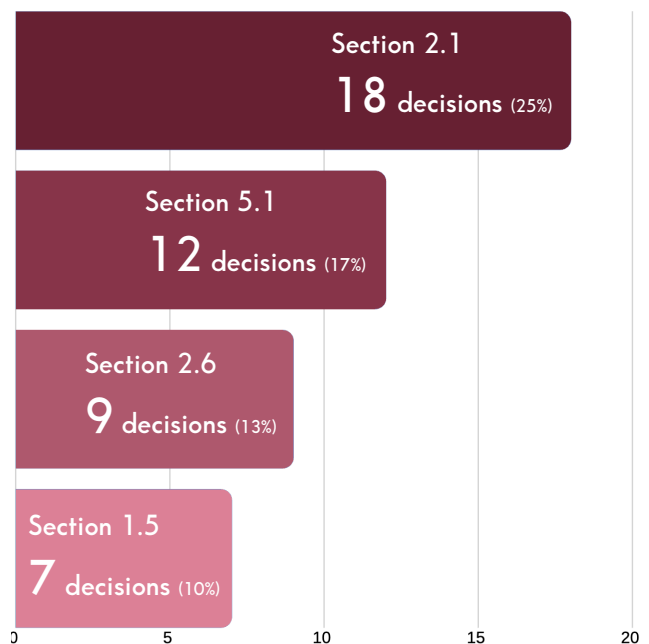 Section 2.1
18 decisions (25%)
Section 5.1
12 decisions (17%)
Section 2.6
9 decisions (13%)
Section 1.5
7 decisions (10%)
0 5 10 15 20